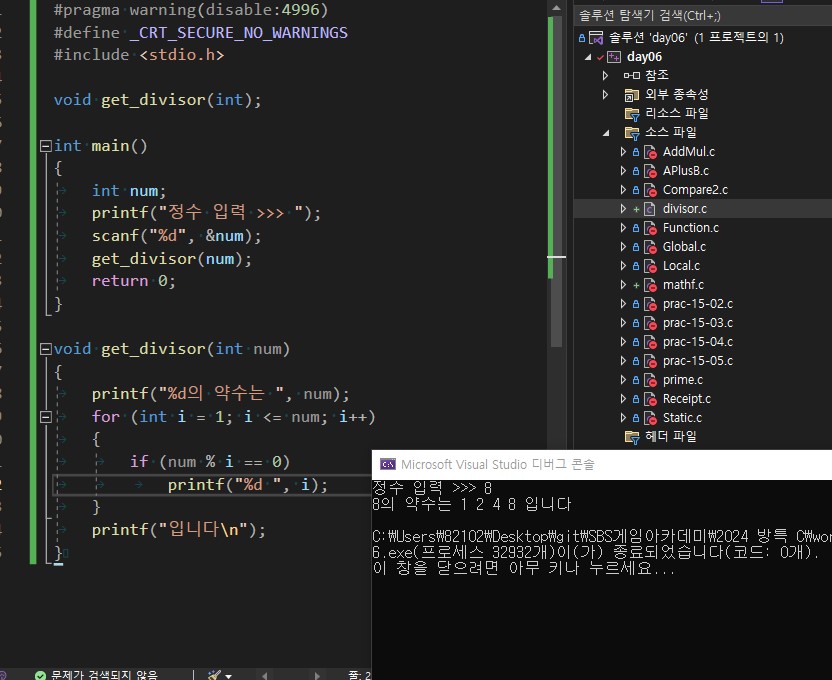 #pragma warning(disable:4996)
#define _CRT_SECURE_NO_WARNINGS
#include <stdio.h>
void get_divisor(int);
int main()
{
int num;
printf("정수 입력 >>> ");
scanf("%d", &num);
get_divisor(num);
return 0;
}
void get_divisor(int num)
{
printf("%d의 약수는 ", num);
for (int i = 1; i <= num; i++)
{
if (num % i == 0)
printf("%d ", i);
}
printf("입니다\n");
}
문제가 검색되지 않음
줄: 2
솔루션 탐색기 검색(Ctrl+;)
솔루션 'day06' (1 프로젝트의 1)
day06
참조
외부 종속성
리소스 파일
소스 파일
AddMul.c
APlusB.c
Compare2.c
divisor.c
Function.c
Global.c
Local.c
mathf.c
prac-15-02.c
prac-15-03.c
prac-15-04.c
prac-15-05.c
prime.c
Receipt.c
Static.c
헤더 파일
Microsoft Visual Studio 디버그 콘솔
정수 입력 >>> 8
8의 약수는 1 2 4 8 입니다
C:₩Users₩82102₩Desktop₩git₩SBS게임아카데미₩2024 방특 C₩wor
6.exe(프로세스 32932개)이(가) 종료되었습니다(코드: 0개).
이 창을 닫으려면 아무 키나 누르세요...